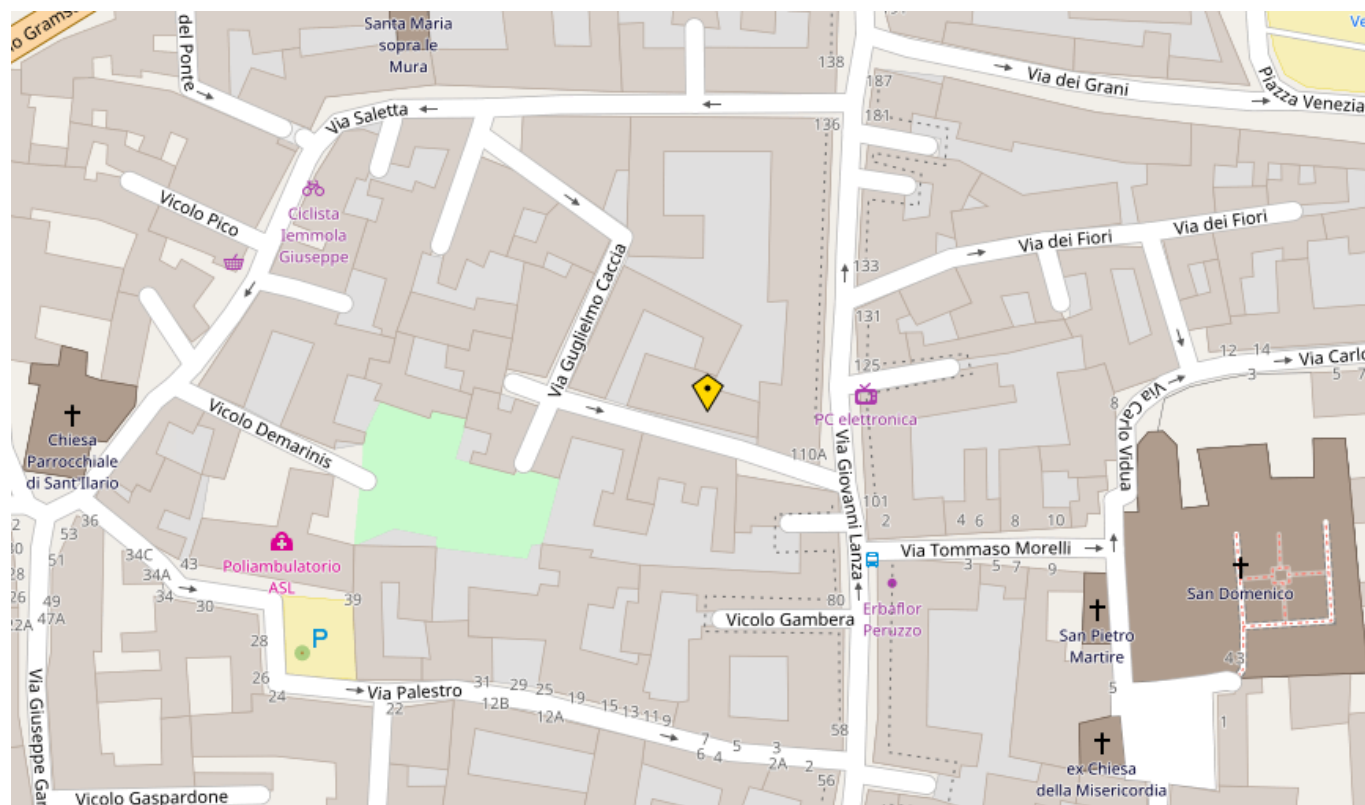 o Grams
del Ponte
Santa Maria
sopra le
Mura
138
187
181
136
Via dei Grani
Ve
Piazza Venezia
Via Saletta
Vicolo Pico
Ciclista
Iemmola
Giuseppe
Via Guglielmo Caccia
133
131
125
Via dei Fiori
Via dei Fiori
12
14
3
Via Carlo
5
7
8
Via Carlo Vidua
PC elettronica
Via Giovanni Lanza
110A
101
Chiesa
Parrocchiale
di Sant'Ilario
Vicolo Demarinis
36
53
51
49
47A
34C
34A
34
43
30
Poliambulatorio
ASL
39
28
26
24
P
2
4
6
8
10
Via Tommaso Morelli
3
5
7
9
80
Vicolo Gambera
Erbaflor
Peruzzo
San Pietro
Martire
San Domenico
43
5
1
30
28
26
22A
Via Giuseppe Gar
Via Palestro
22
31
29
25
19
15
13
11
9
12B
12A
7
6
4
5
3
2A
2
58
56
ex Chiesa
della Misericordia
Vicolo Gaspardone